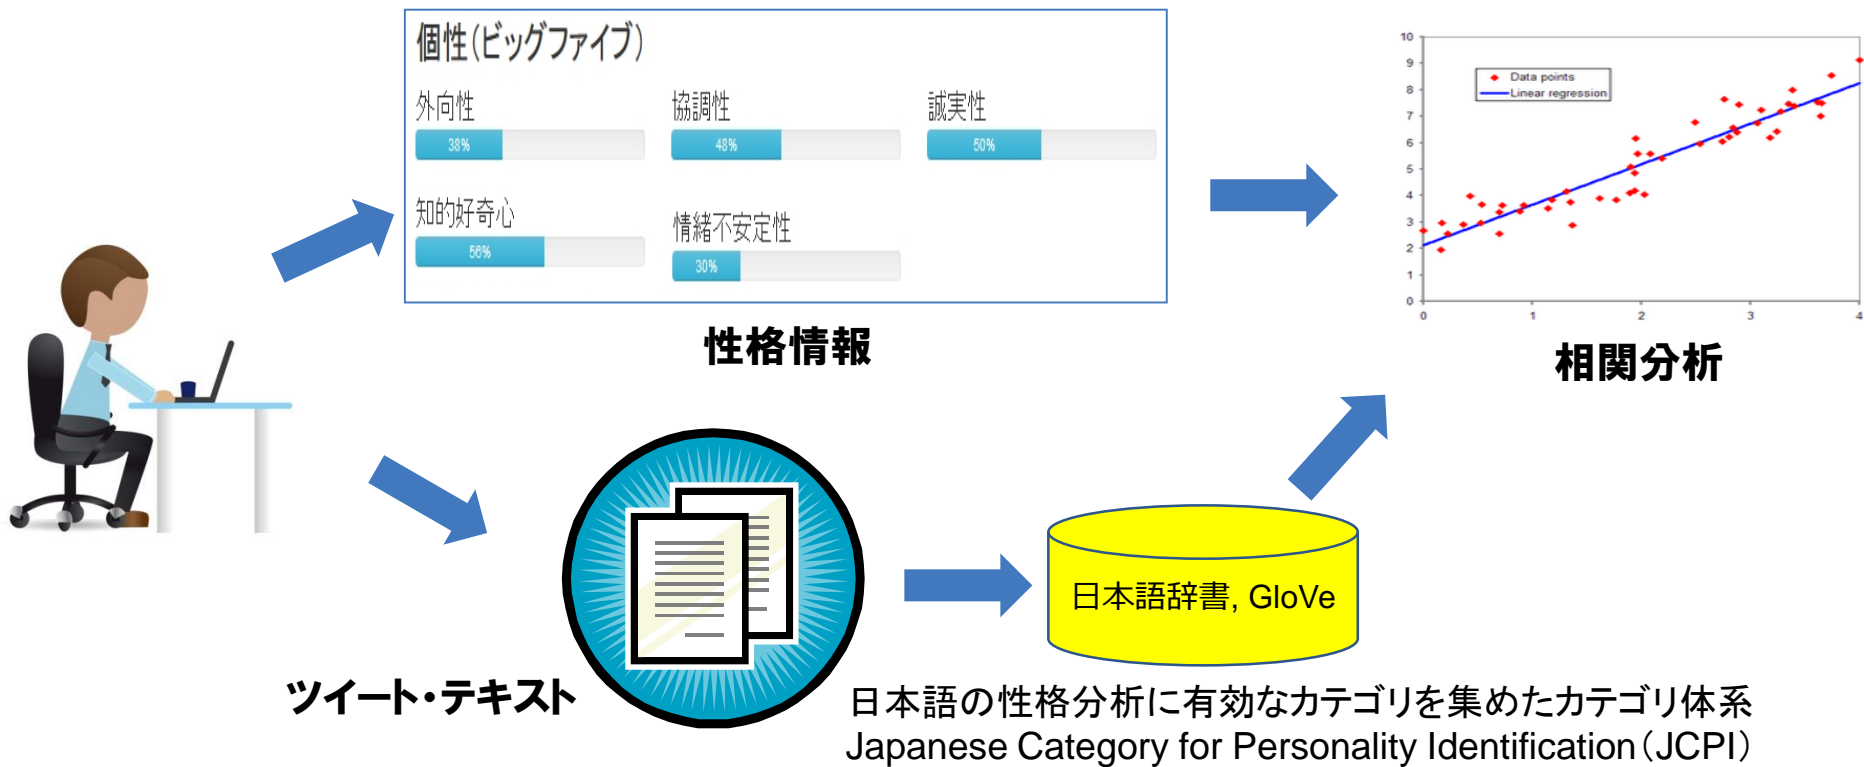 個性(ビッグファイブ)
外向性
38%
協調性
48%
誠実性
50%
知的好奇心
56%
情緒不安定性
30%
性格情報
10
9
8
7
6
5
4
3
2
1
0
Data points
Linear regression
0 1 2 3 4
相関分析
ツイート・テキスト
日本語辞書, GloVe
日本語の性格分析に有効なカテゴリを集めたカテゴリ体系
Japanese Category for Personality Identification(JCPI)